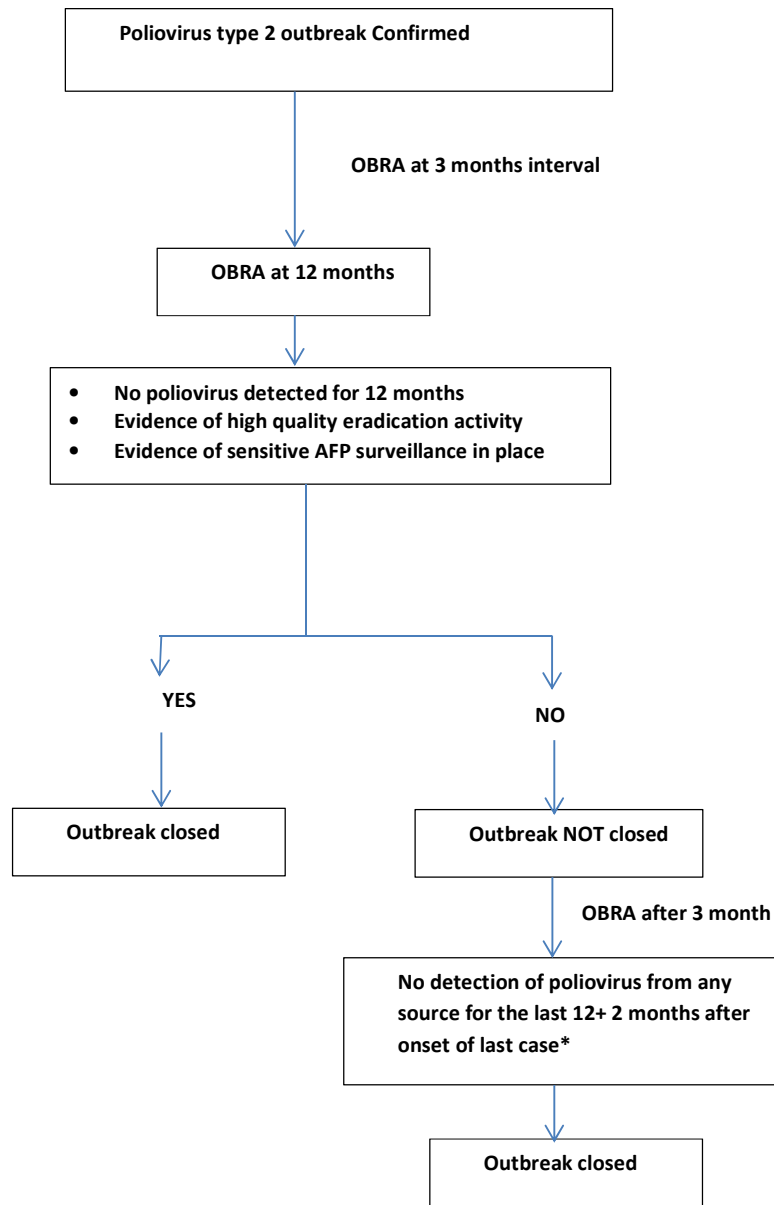 Poliovirus type 2 outbreak Confirmed
OBRA at 3 months interval
OBRA at 12 months
• No poliovirus detected for 12 months
• Evidence of high quality eradication activity
• Evidence of sensitive AFP surveillance in place
YES
NO
Outbreak closed
Outbreak NOT closed
OBRA after 3 month
No detection of poliovirus from any
source for the last 12+ 2 months after
onset of last case*
Outbreak closed